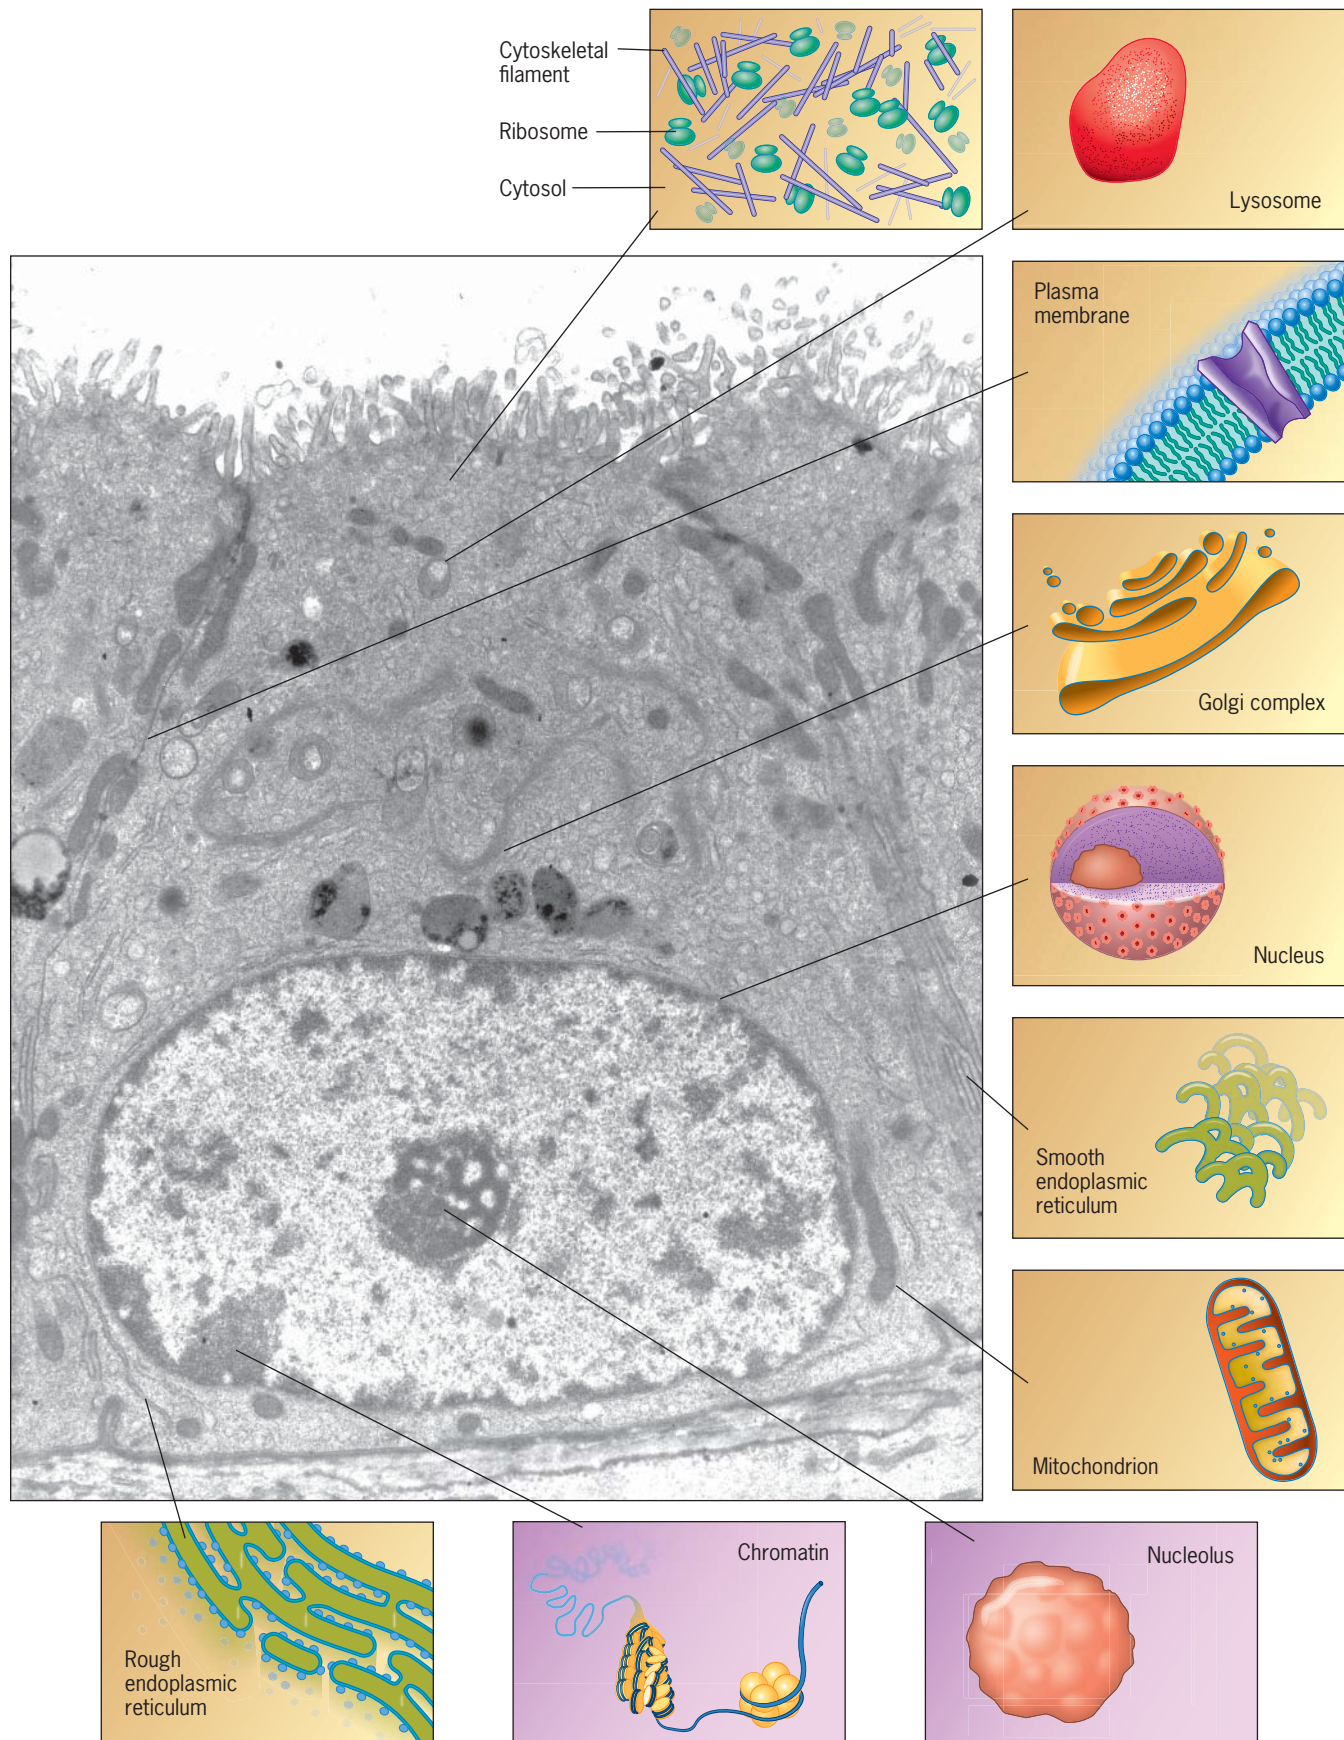 Cytoskeletal
filament
Ribosome
Cytosol
Lysosome
Plasma
membrane
Golgi complex
Nucleus
Smooth
endoplasmic
reticulum
Mitochondrion
Rough
endoplasmic
reticulum
Chromatin
Nucleolus